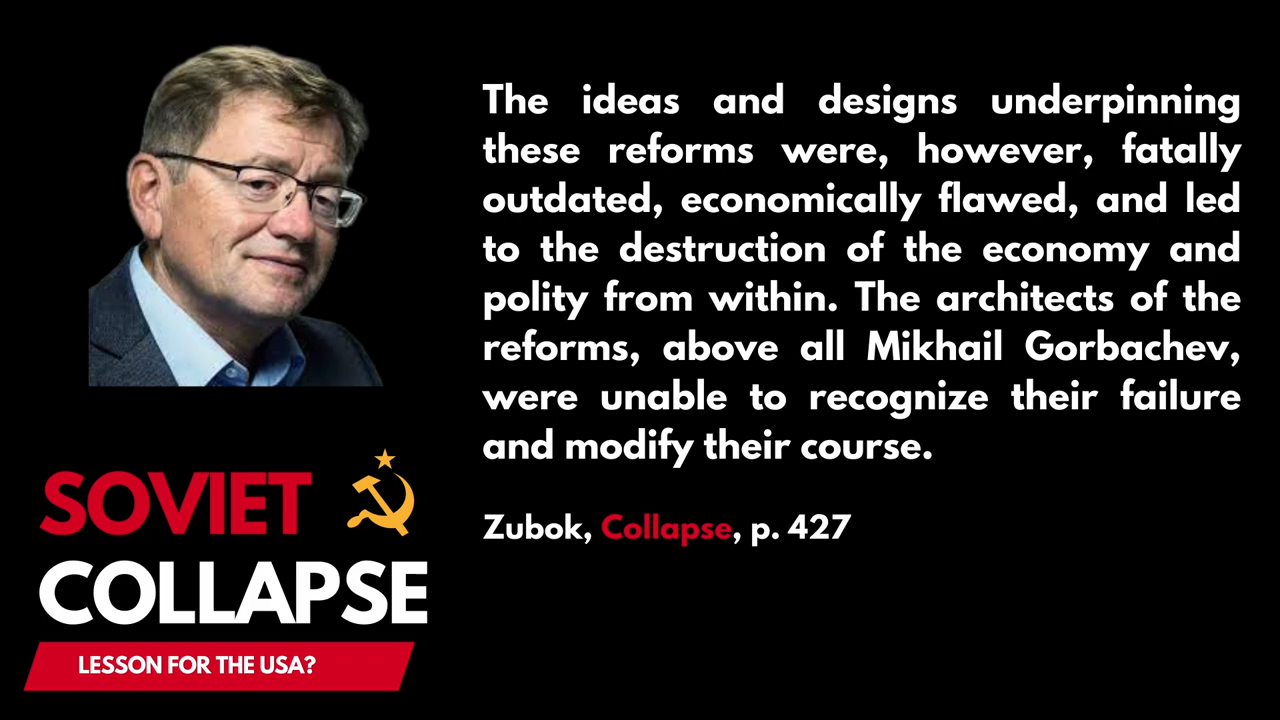 The ideas and designs underpinning
these reforms were, however, fatally
outdated, economically flawed, and led
to the destruction of the economy and
polity from within. The architects of the
reforms, above all Mikhail Gorbachev,
were unable to recognize their failure
and modify their course.
Zubok, Collapse, p. 427
SOVIET
COLLAPSE
LESSON FOR THE USA?